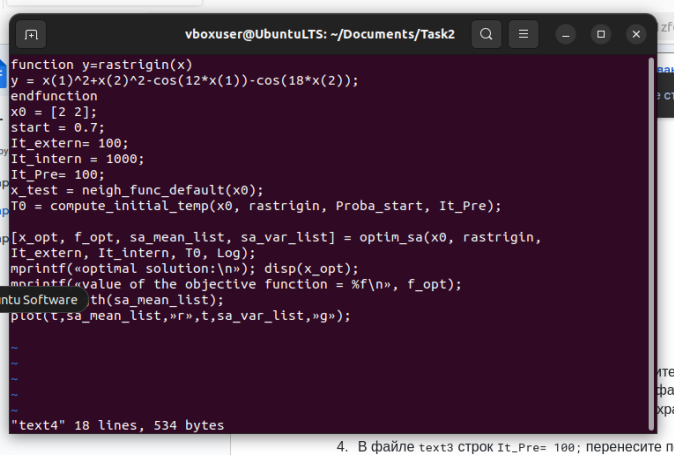 vboxuser@UbuntuLTS: ~/Documents/Task2
function y=rastrigin(x)
y = x(1)^2+x(2)^2-cos(12*x(1))-cos(18*x(2));
endfunction
x0 = [2 2];
start = 0.7;
It_extern= 100;
It_intern = 1000;
It_Pre= 100;
x_test = neigh_func_default(x0);
T0 = compute_initial_temp(x0, rastrigin, Proba_start, It_Pre);
[x_opt, f_opt, sa_mean_list, sa_var_list] = optim_sa(x0, rastrigin,
It_extern, It_intern, T0, Log);
mprintf(«optimal solution:\n»); disp(x_opt);
mprintf(«value of the objective function = %f\n», f_opt);
ntu Software th(sa_mean_list);
plot(t,sa_mean_list,»r»,t,sa_var_list,»g»);
~
~
~
~
~
"text4" 18 lines, 534 bytes
4. В файле text3 строк It_Pre= 100; перенесите п